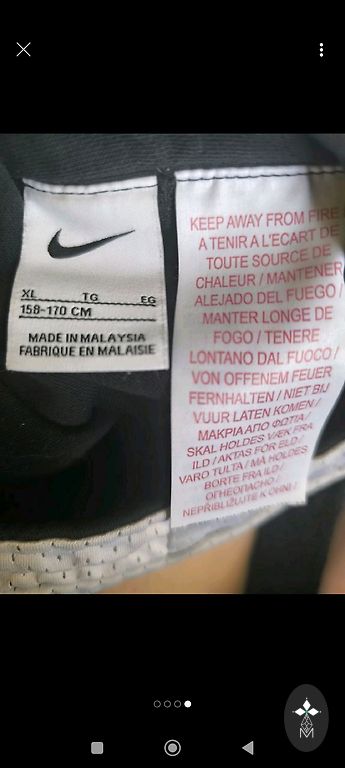 XL TG EG
158-170 CM
MADE IN MALAYSIA
FABRIQUE EN MALAISIE
KEEP AWAY FROM FIRE
A TENIR A L'ECART DE
TOUTE SOURCE DE
CHALEUR / MANTENER
ALEJADO DEL FUEGO /
MANTER LONGE DE
FOGO / TENERE
LONTANO DAL FUOCO /
VON OFFENEM FEUER
FERNHALTEN / NIET BIJ
VUUR LATEN KOMEN /
ΜΑΚΡΙΑ ΑΠΟ ΦΩΤΙΑ /
SKAL HOLDES VÆK FRA
ILD / AKTAS FÖR ELD /
VARO TULTA / MÅ HOLDES
BORTE FRA ILD /
ОГНЕОПАСНО /
NEPŘIBLIŽUJTE K OHNI /
M